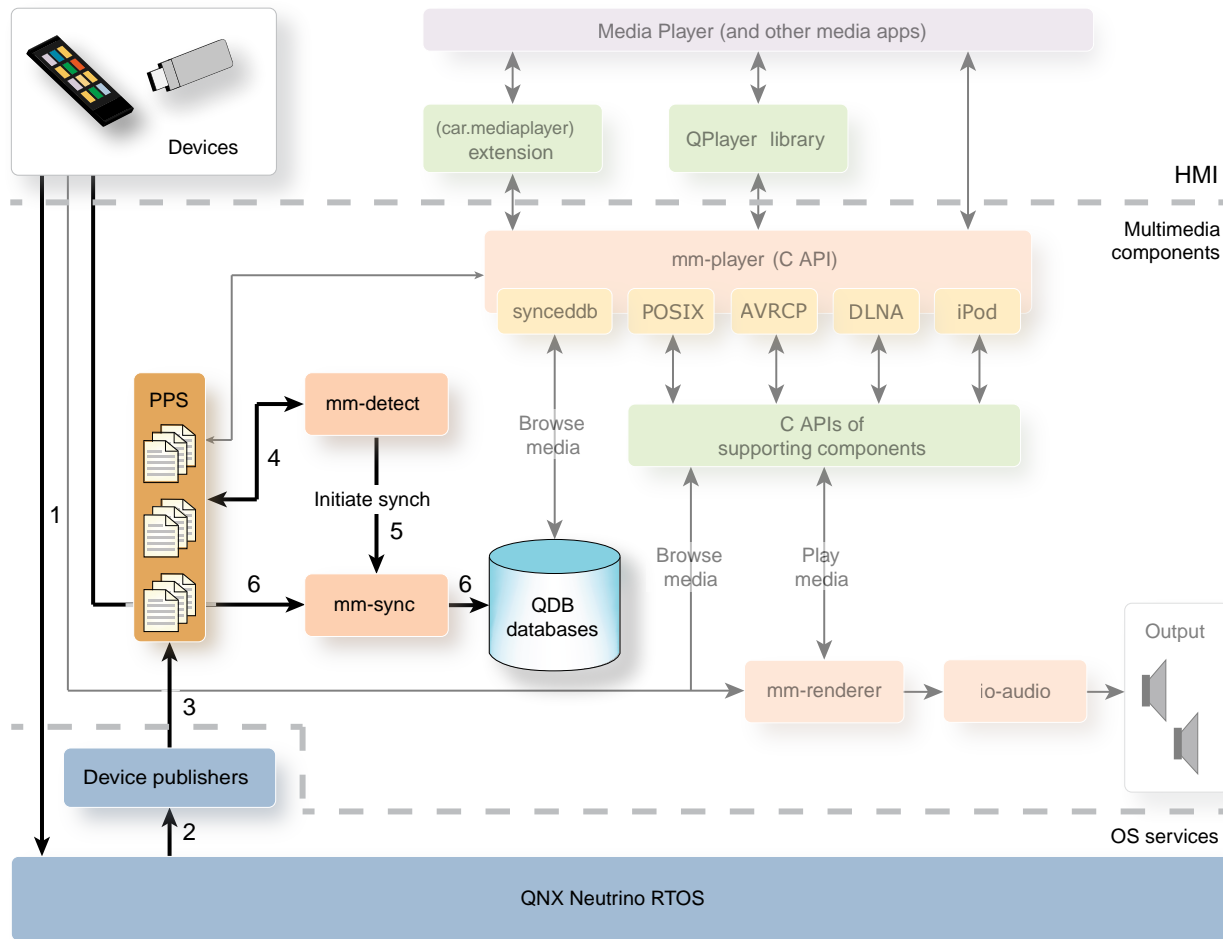 Media Player (and other media apps)
Devices
(car.mediaplayer)
extension
QPlayer library
HMI
Multimedia
components
mm-player (C API)
synceddb
POSIX
AVRCP
DLNA
iPod
PPS
mm-detect
C APIs of
supporting components
Browse
media
4
Initiate synch
1
5
Browse
media
Play
media
6
mm-sync
6
QDB
databases
Output
mm-renderer
io-audio
3
Device publishers
2
OS services
QNX Neutrino RTOS